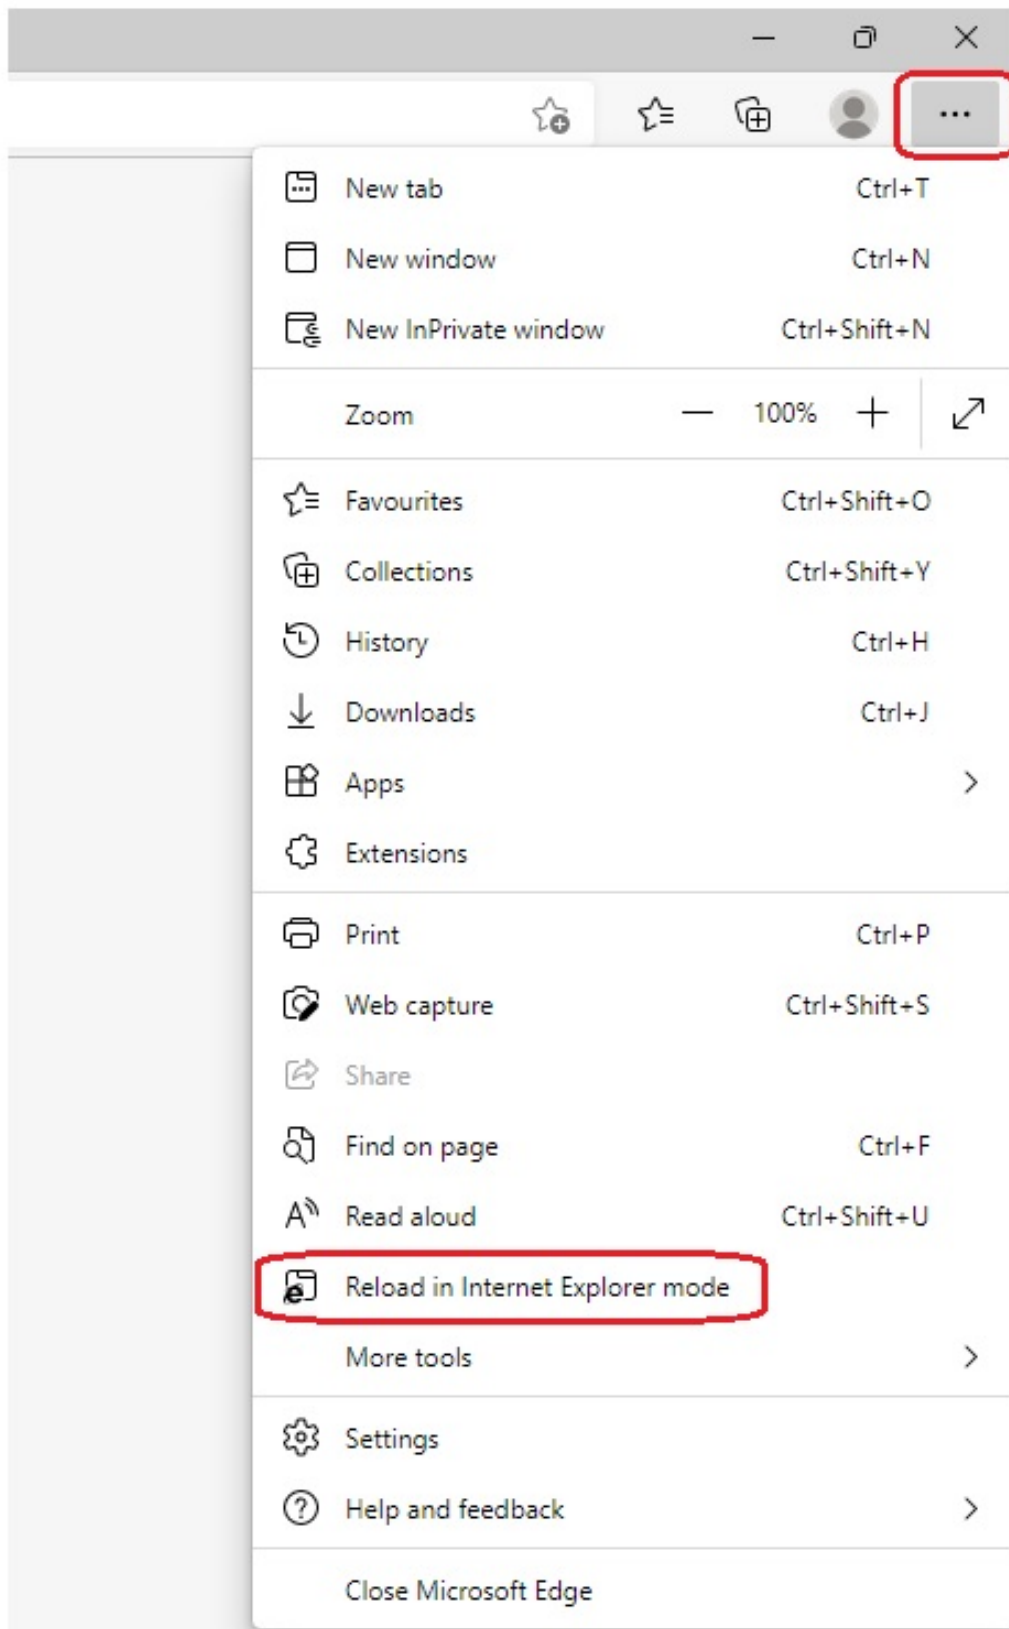 New tab Ctrl+T
New window Ctrl+N
New InPrivate window Ctrl+Shift+N
Zoom 100%
Favourites Ctrl+Shift+O
Collections Ctrl+Shift+Y
History Ctrl+H
Downloads Ctrl+J
Apps
Extensions
Print Ctrl+P
Web capture Ctrl+Shift+S
Share
Find on page Ctrl+F
Read aloud Ctrl+Shift+U
Reload in Internet Explorer mode
More tools
Settings
Help and feedback
Close Microsoft Edge